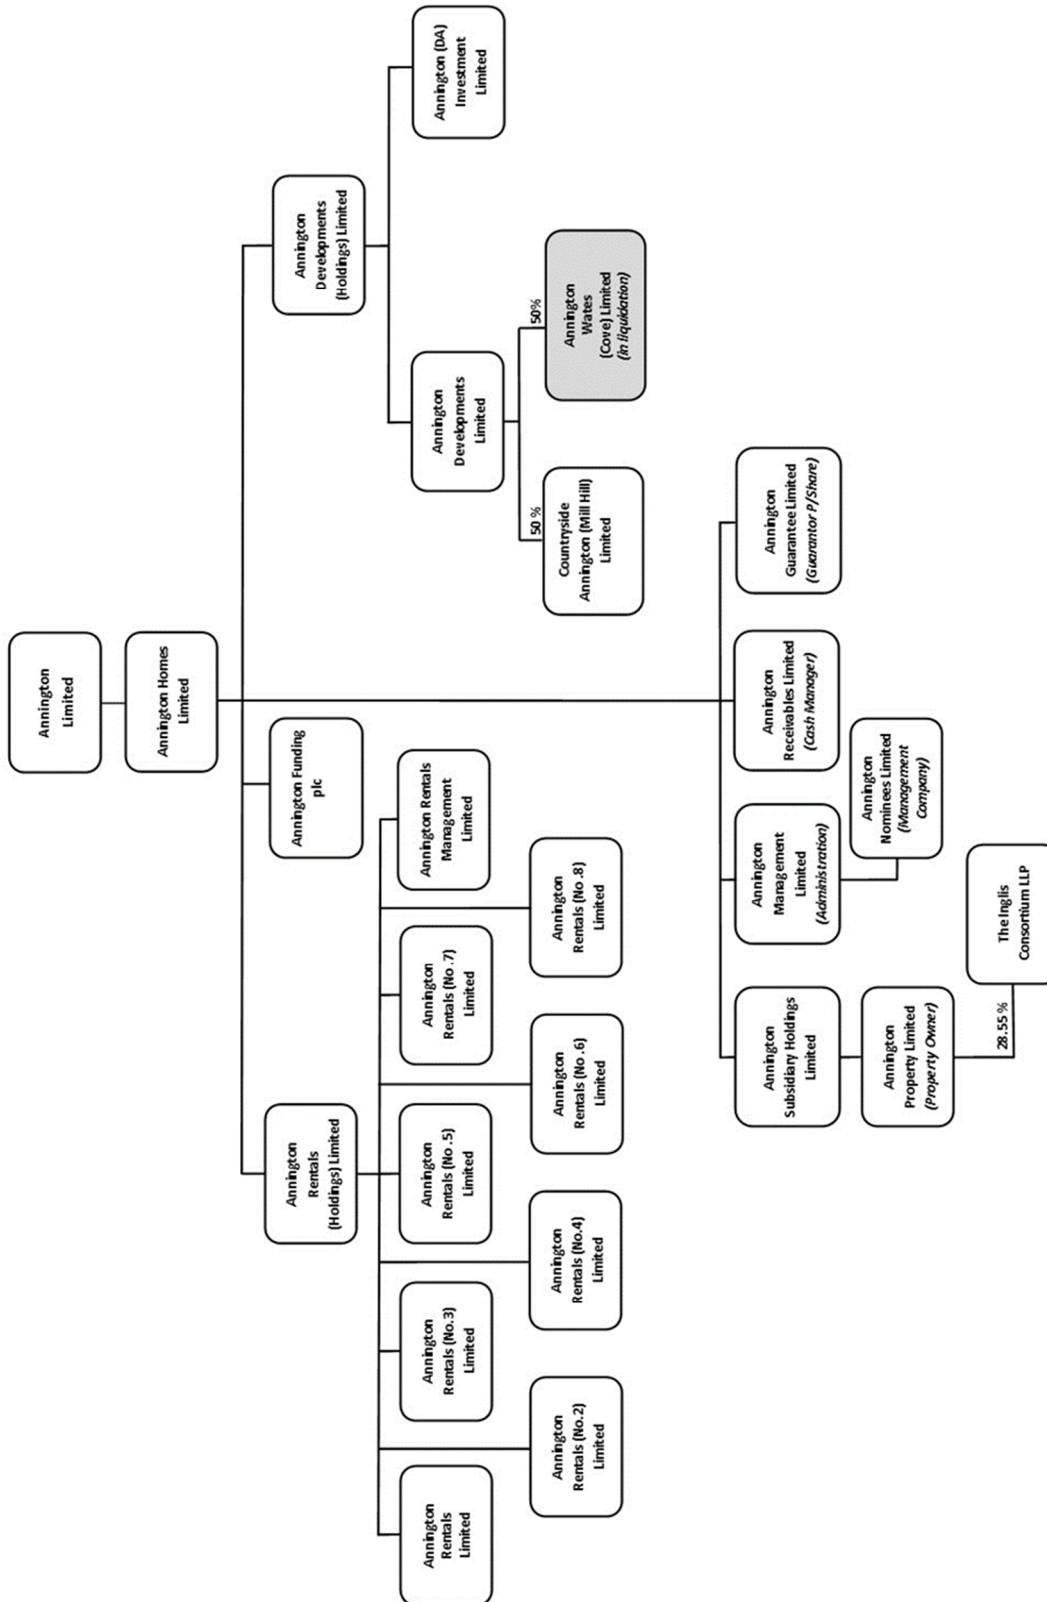 Annington
Limited
Annington Homes
Limited
Annington
Rentals
(Holdings) Limited
Annington Funding
plc
Annington
Developments
(Holdings) Limited
Annington
Rentals
Limited
Annington
Rentals (No.3)
Limited
Annington
Rentals (No .5)
Limited
Annington
Rentals (No .7)
Limited
Annington Rentals
Management
Limited
Annington
Developments
Limited
Annington (DA)
Investment
Limited
Annington
Rentals (No.2)
Limited
Annington
Rentals (No.4)
Limited
Annington
Rentals (No .6)
Limited
Annington
Rentals (No .8)
Limited
50 %
50%
Countryside
Annington (Mill Hill)
Limited
Annington
Wates
(Cove) Limited
(in liquidation)
Annington
Subsidiary Holdings
Limited
Annington
Management
Limited
(Administration)
Annington
Receivables Limited
(Cash Manager)
Annington
Guarantee Limited
(Guarantor P/Share)
Annington
Property Limited
(Property Owner)
Annington
Nominees Limited
(Management
Company)
28.55 %
The Inglis
Consortium LLP